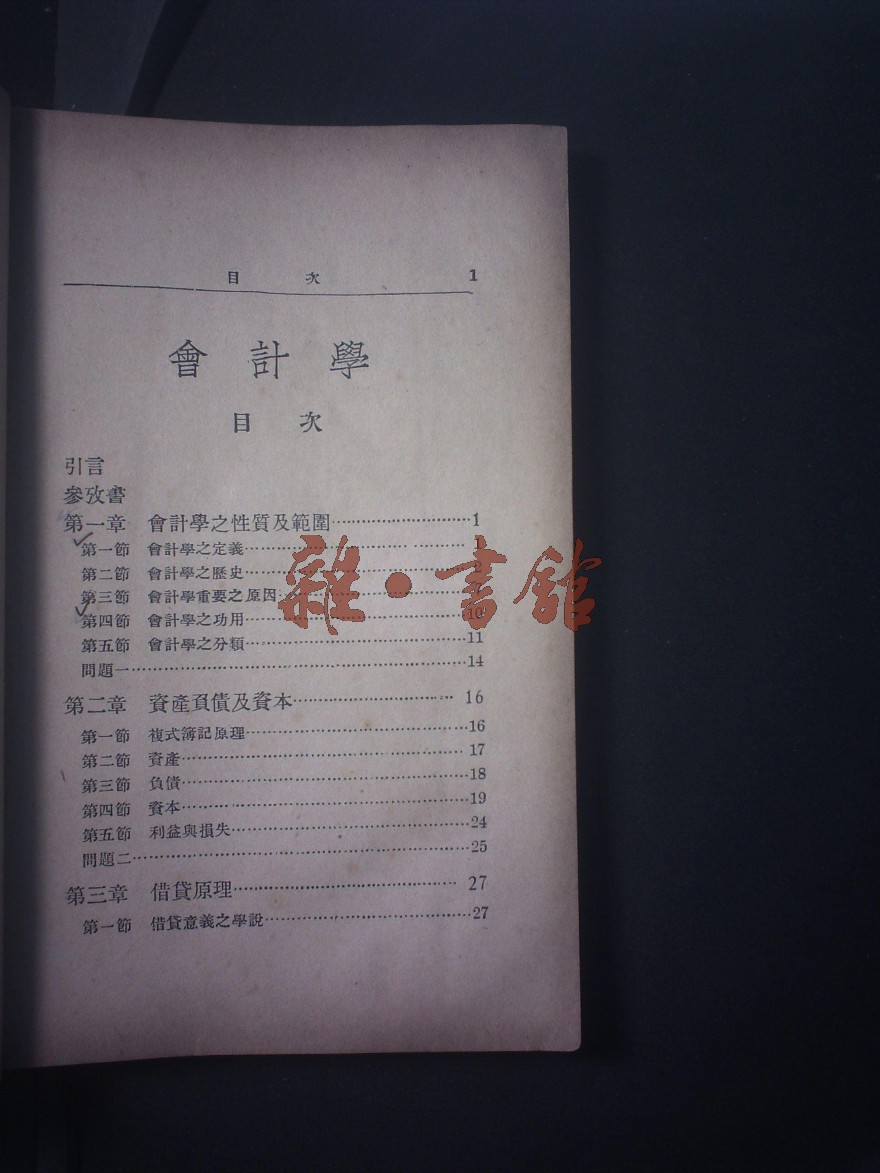 目 次 1
會計學
目次
引言
參攷書
第一章 會計學之性質及範圍……………………1
第一節 會計學之定義……………………1
第二節 會計學之歷史……………………2
第三節 會計學重要之原因……………………
第四節 會計學之功用……………………10
第五節 會計學之分類……………………11
問題一……………………14
第二章 資產負債及資本……………………16
第一節 複式簿記原理……………………16
第二節 資產……………………17
第三節 負債……………………18
第四節 資本……………………19
第五節 利益與損失……………………24
問題二……………………25
第三章 借貸原理……………………27
第一節 借貸意義之學說……………………27
雜·書舘